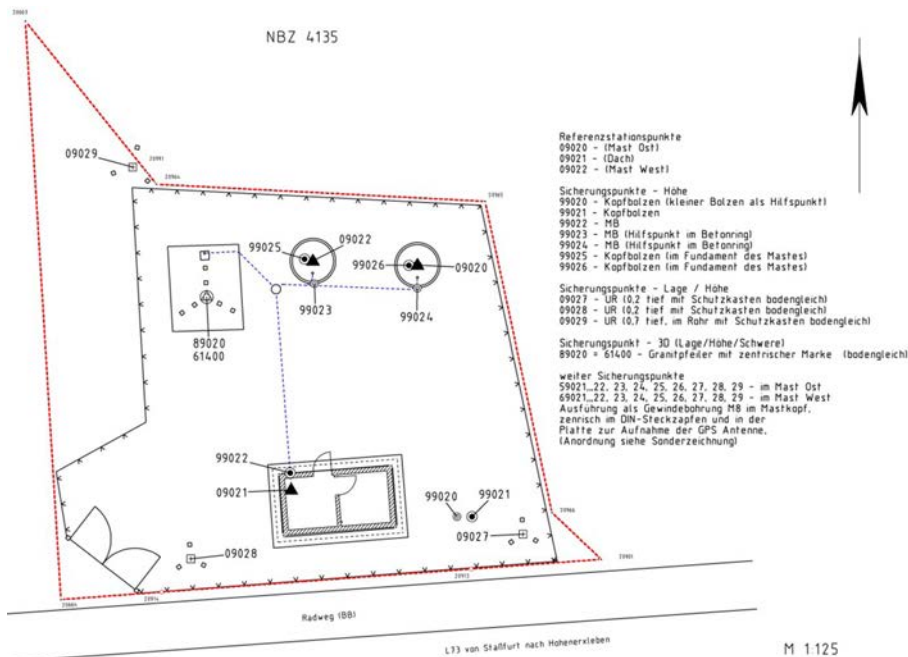 NBZ 4135
09029
99025
09022
99026
09020
99023
99024
89020
61400
99022
09021
99020
99021
09027
09028
Radweg (BB)
L73 von Staßfurt nach Hohenerxleben
M 1:125
Referenzstationspunkte
09020 - (Mast Ost)
09021 - (Dach)
09022 - (Mast West)
Sicherungspunkte - Höhe
99020 - Kopfbolzen (kleiner Bolzen als Hilfspunkt)
99021 - Kopfbolzen
99022 - MB
99023 - MB (Hilfspunkt im Betonring)
99024 - MB (Hilfspunkt im Betonring)
99025 - Kopfbolzen (im Fundament des Mastes)
99026 - Kopfbolzen (im Fundament des Mastes)
Sicherungspunkte - Lage / Höhe
09027 - UR (0,2 tief mit Schutzkasten bodengleich)
09028 - UR (0,2 tief mit Schutzkasten bodengleich)
09029 - UR (0,7 tief, im Rohr mit Schutzkasten bodengleich)
Sicherungspunkt - 3D (Lage/Höhe/Schwere)
89020 = 61400 - Granitpfeiler mit zentrischer Marke (bodengleich)
weiter Sicherungspunkte
59021,..22, 23, 24, 25, 26, 27, 28, 29 - im Mast Ost
69021,..22, 23, 24, 25, 26, 27, 28, 29 - im Mast West
Ausführung als Gewindebohrung M8 im Mastkopf,
zenrisch im DIN-Steckzapfen und in der
Platte zur Aufnahme der GPS Antenne,
(Anordnung siehe Sonderzeichnung)